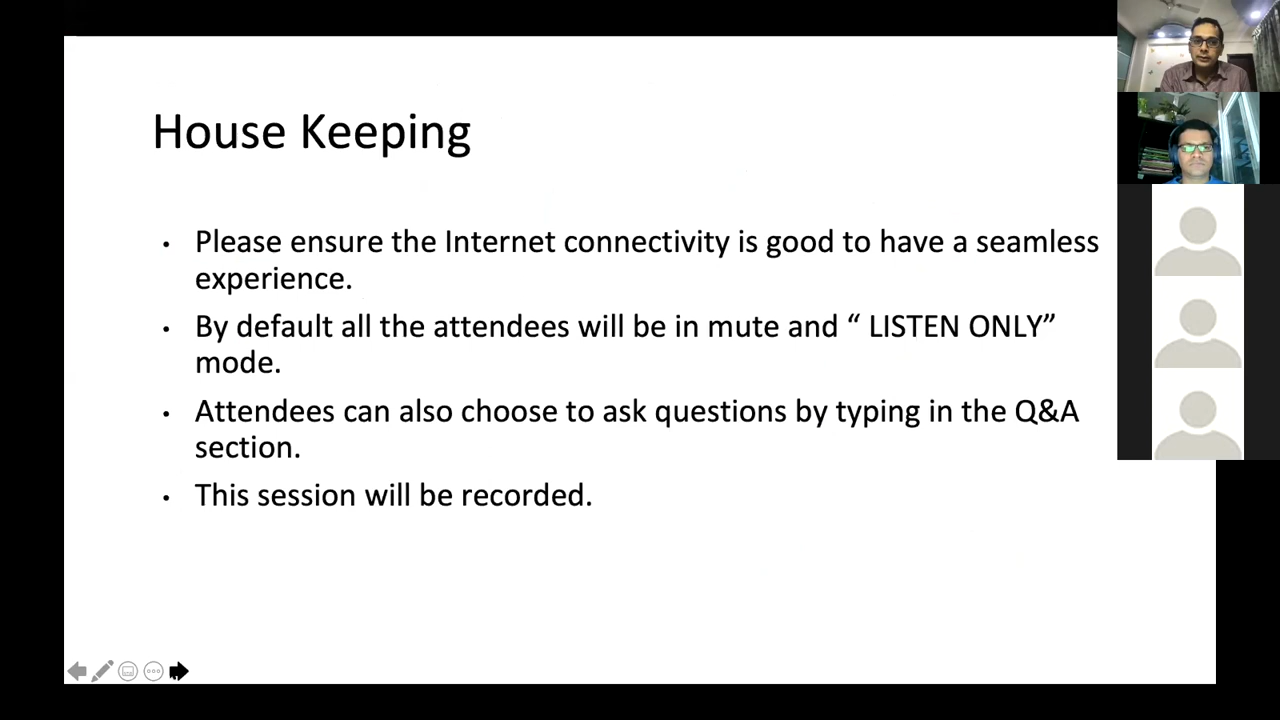 House Keeping
• Please ensure the Internet connectivity is good to have a seamless
experience.
• By default all the attendees will be in mute and “ LISTEN ONLY”
mode.
• Attendees can also choose to ask questions by typing in the Q&A
section.
• This session will be recorded.